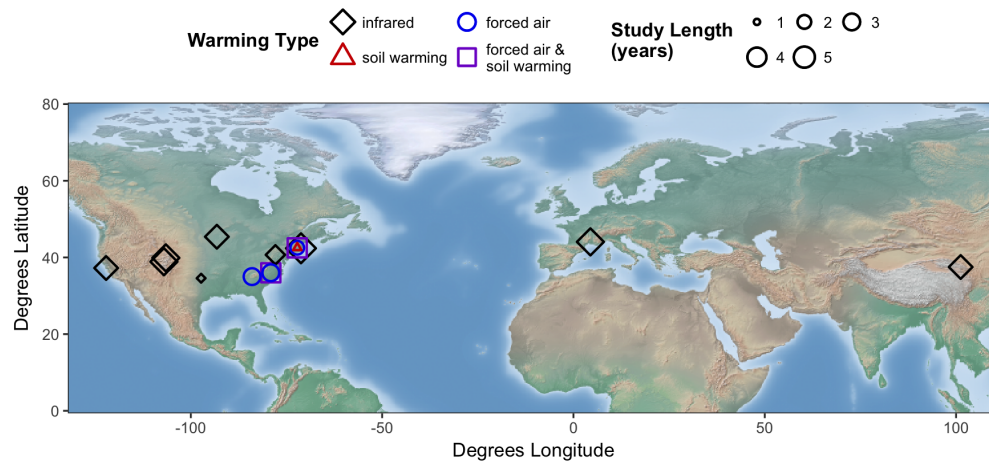 Warming Type
infrared
forced air
soil warming
forced air &
soil warming
Study Length
(years)
1
2
3
4
5
80
60
40
20
0
Degrees Latitude
-100
-50
0
50
100
Degrees Longitude